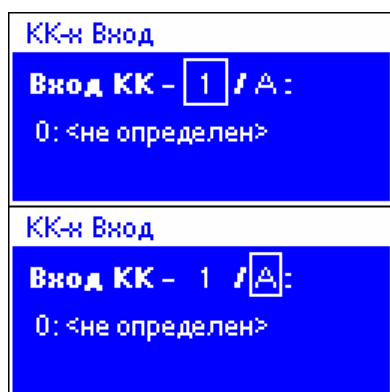 КК-н Вход
Вход КК - 1 / А :
0: <не определен>
КК-н Вход
Вход КК - 1 / А :
0: <не определен>